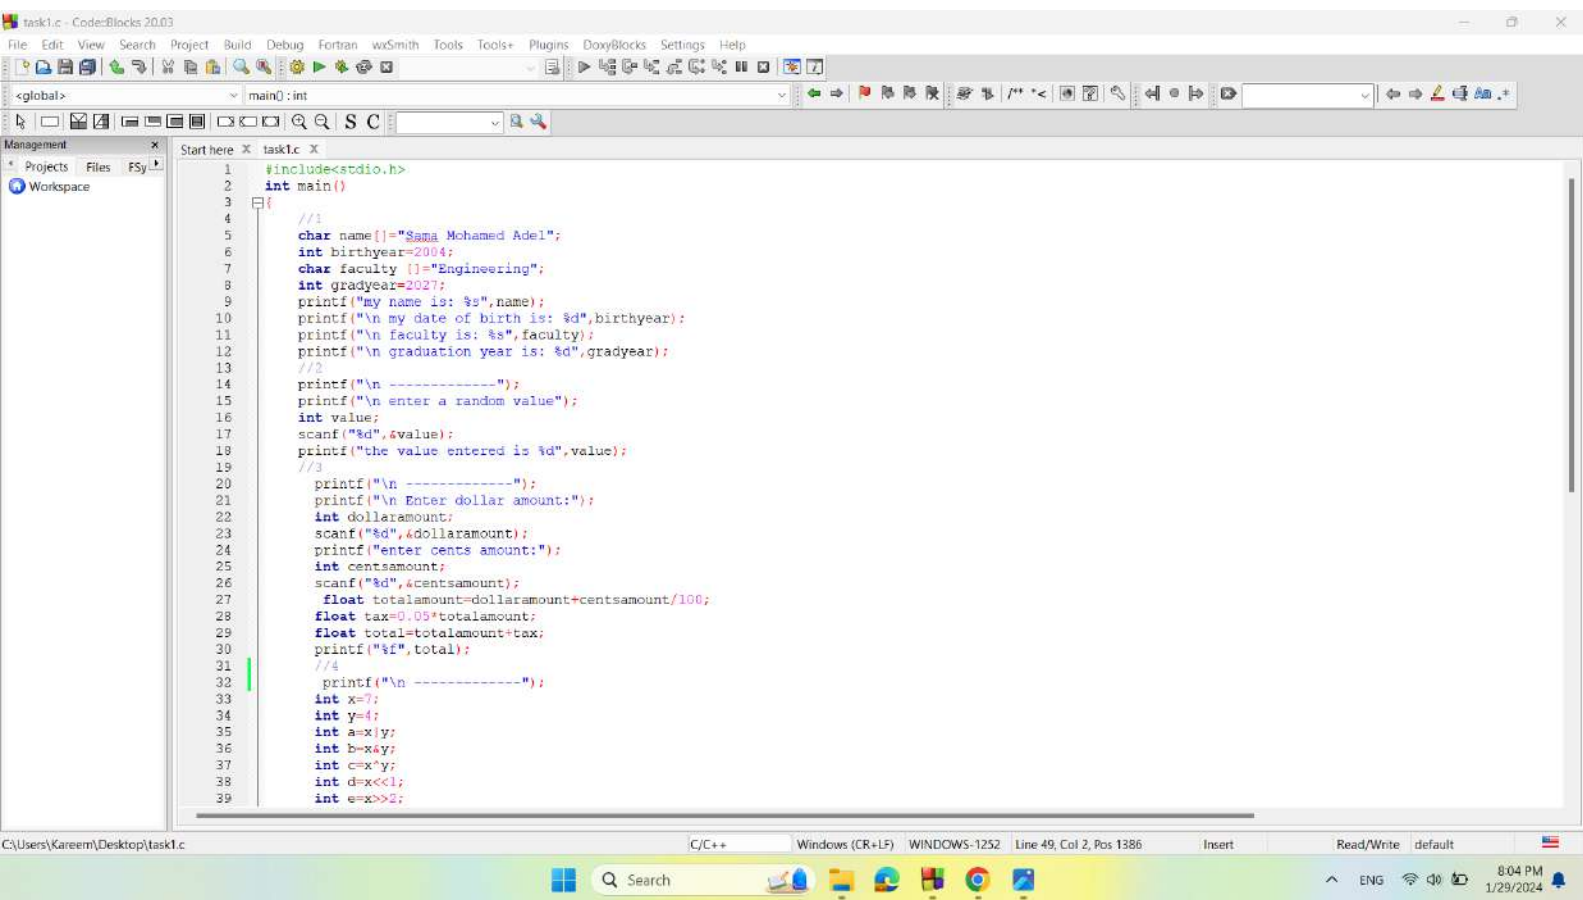 task1.c - Code::Blocks 20.03
File Edit View Search Project Build Debug Fortran wxSmith Tools Tools+ Plugins DoxyBlocks Settings Help
<global> main() : int
S C
Management
Start here task1.c
Projects Files FSy
Workspace
1 #include<stdio.h>
2 int main()
3 {
4 //1
5 char name[]="Sama Mohamed Adel";
6 int birthyear=2004;
7 char faculty []="Engineering";
8 int gradyear=2027;
9 printf("my name is: %s",name);
10 printf("\n my date of birth is: %d",birthyear);
11 printf("\n faculty is: %s",faculty);
12 printf("\n graduation year is: %d",gradyear);
13 //2
14 printf("\n -------------");
15 printf("\n enter a random value");
16 int value;
17 scanf("%d",&value);
18 printf("the value entered is %d",value);
19 //3
20 printf("\n -------------");
21 printf("\n Enter dollar amount:");
22 int dollaramount;
23 scanf("%d",&dollaramount);
24 printf("enter cents amount:");
25 int centsamount;
26 scanf("%d",&centsamount);
27 float totalamount=dollaramount+centsamount/100;
28 float tax=0.05*totalamount;
29 float total=totalamount+tax;
30 printf("%f",total);
31 //4
32 printf("\n -------------");
33 int x=7;
34 int y=4;
35 int a=x|y;
36 int b=x&y;
37 int c=x^y;
38 int d=x<<1;
39 int e=x>>2;
C:\Users\Kareem\Desktop\task1.c C/C++ Windows (CR+LF) WINDOWS-1252 Line 49, Col 2, Pos 1386 Insert Read/Write default
Search
ENG
8:04 PM
1/29/2024